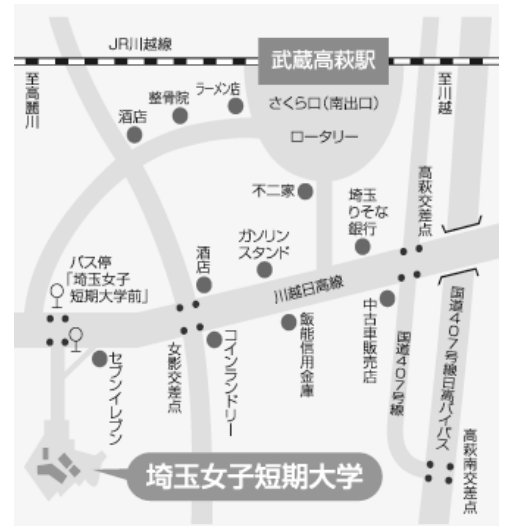 JR川越線
武蔵高萩駅
至高麗川
至川越
酒店
整骨院
ラーメン店
さくら口(南出口)
ロータリー
高萩交差点
不二家
埼玉
りそな
銀行
ガソリン
スタンド
酒店
バス停
「埼玉女子
短期大学前」
川越日高線
中古車販売店
国道407号線
国道407号線日高バイパス
飯能信用金庫
コインランドリー
女影交差点
セブンイレブン
高萩南交差点
埼玉女子短期大学